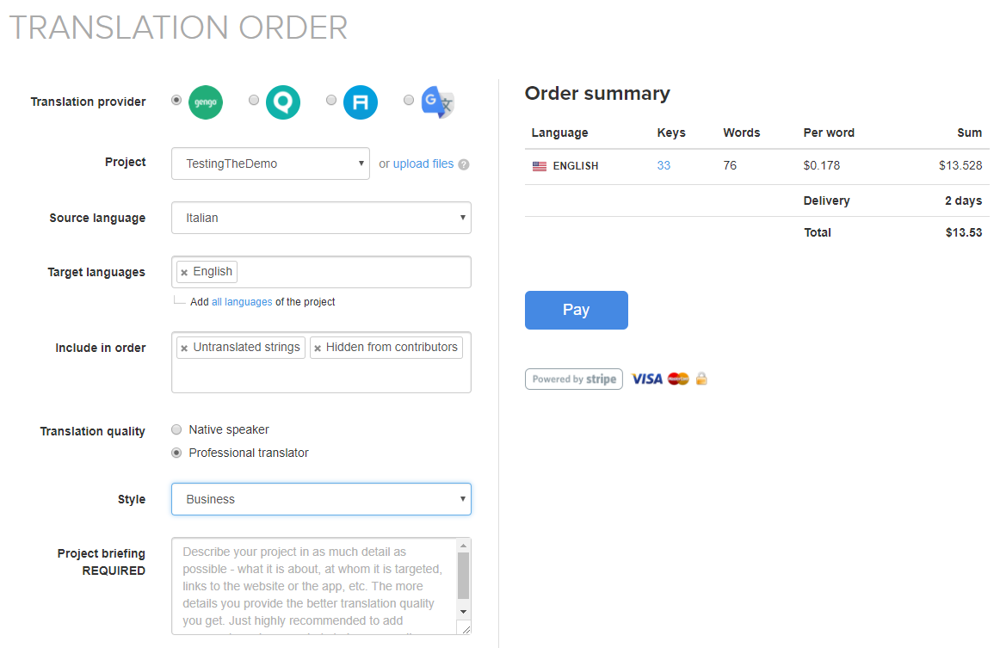 TRANSLATION ORDER
Translation provider
gengo
Project
TestingTheDemo
or upload files ?
Source language
Italian
Target languages
× English
Add all languages of the project
Include in order
× Untranslated strings × Hidden from contributors
Translation quality
Native speaker
Professional translator
Style
Business
Project briefing
REQUIRED
Describe your project in as much detail as
possible - what it is about, at whom it is targeted,
links to the website or the app, etc. The more
details you provide the better translation quality
you get. Just highly recommended to add
Order summary
Language Keys Words Per word Sum
ENGLISH 33 76 $0.178 $13.528
Delivery 2 days
Total $13.53
Pay
Powered by stripe VISA MasterCard